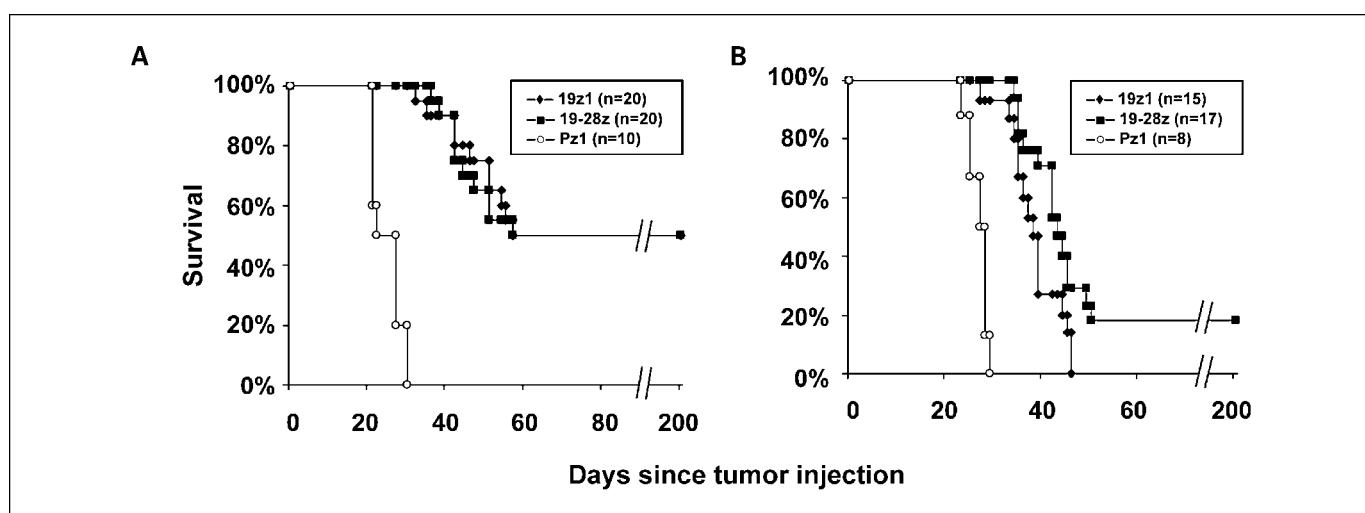 A
Survival
100%
80%
60%
40%
20%
0%
19z1 (n=20)
19-28z (n=20)
Pz1 (n=10)
0 20 40 60 80 200
B
100%
80%
60%
40%
20%
0%
19z1 (n=15)
19-28z (n=17)
Pz1 (n=8)
0 20 40 60 200
Days since tumor injection